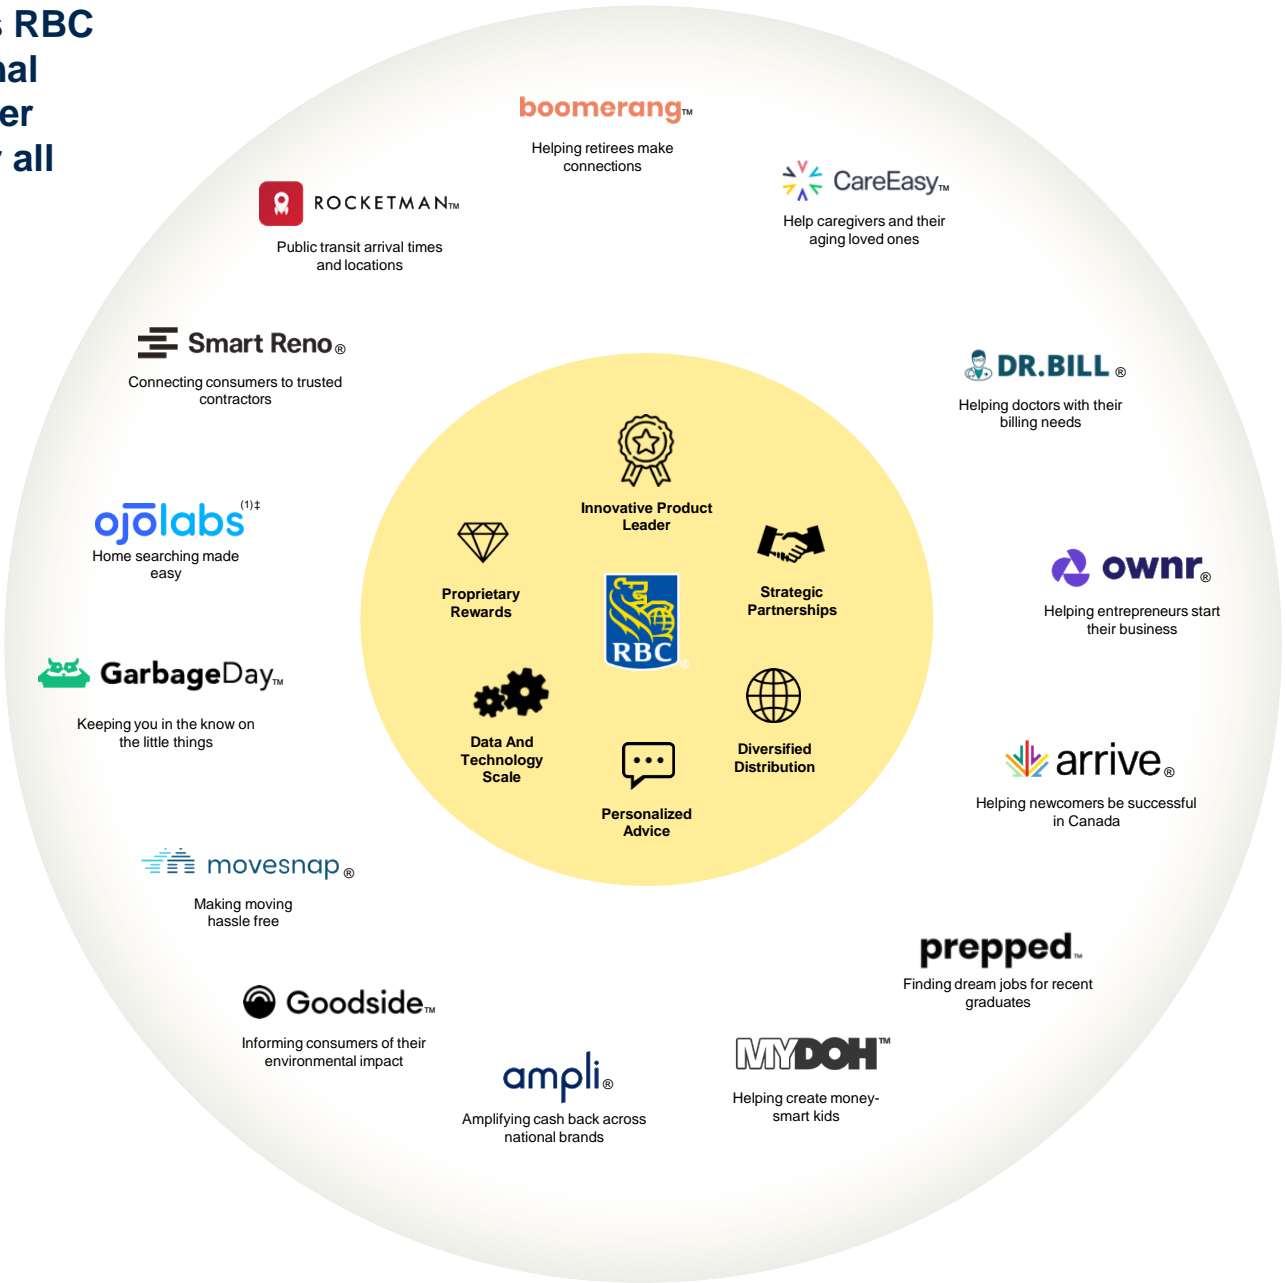 s RBC
nal
er
r all
boomerang™
Helping retirees make
connections
CareEasy™
Help caregivers and their
aging loved ones
ROCKETMAN™
Public transit arrival times
and locations
Smart Reno®
Connecting consumers to trusted
contractors
DR.BILL ®
Helping doctors with their
billing needs
ojōlabs(1)‡
Home searching made
easy
ownr®
Helping entrepreneurs start
their business
GarbageDay™
Keeping you in the know on
the little things
arrive®
Helping newcomers be successful
in Canada
movesnap®
Making moving
hassle free
prepped™
Finding dream jobs for recent
graduates
Goodside™
Informing consumers of their
environmental impact
ampli®
Amplifying cash back across
national brands
MYDOH™
Helping create money-
smart kids
Innovative Product
Leader
Proprietary
Rewards
Strategic
Partnerships
RBC®
Data And
Technology
Scale
Diversified
Distribution
Personalized
Advice